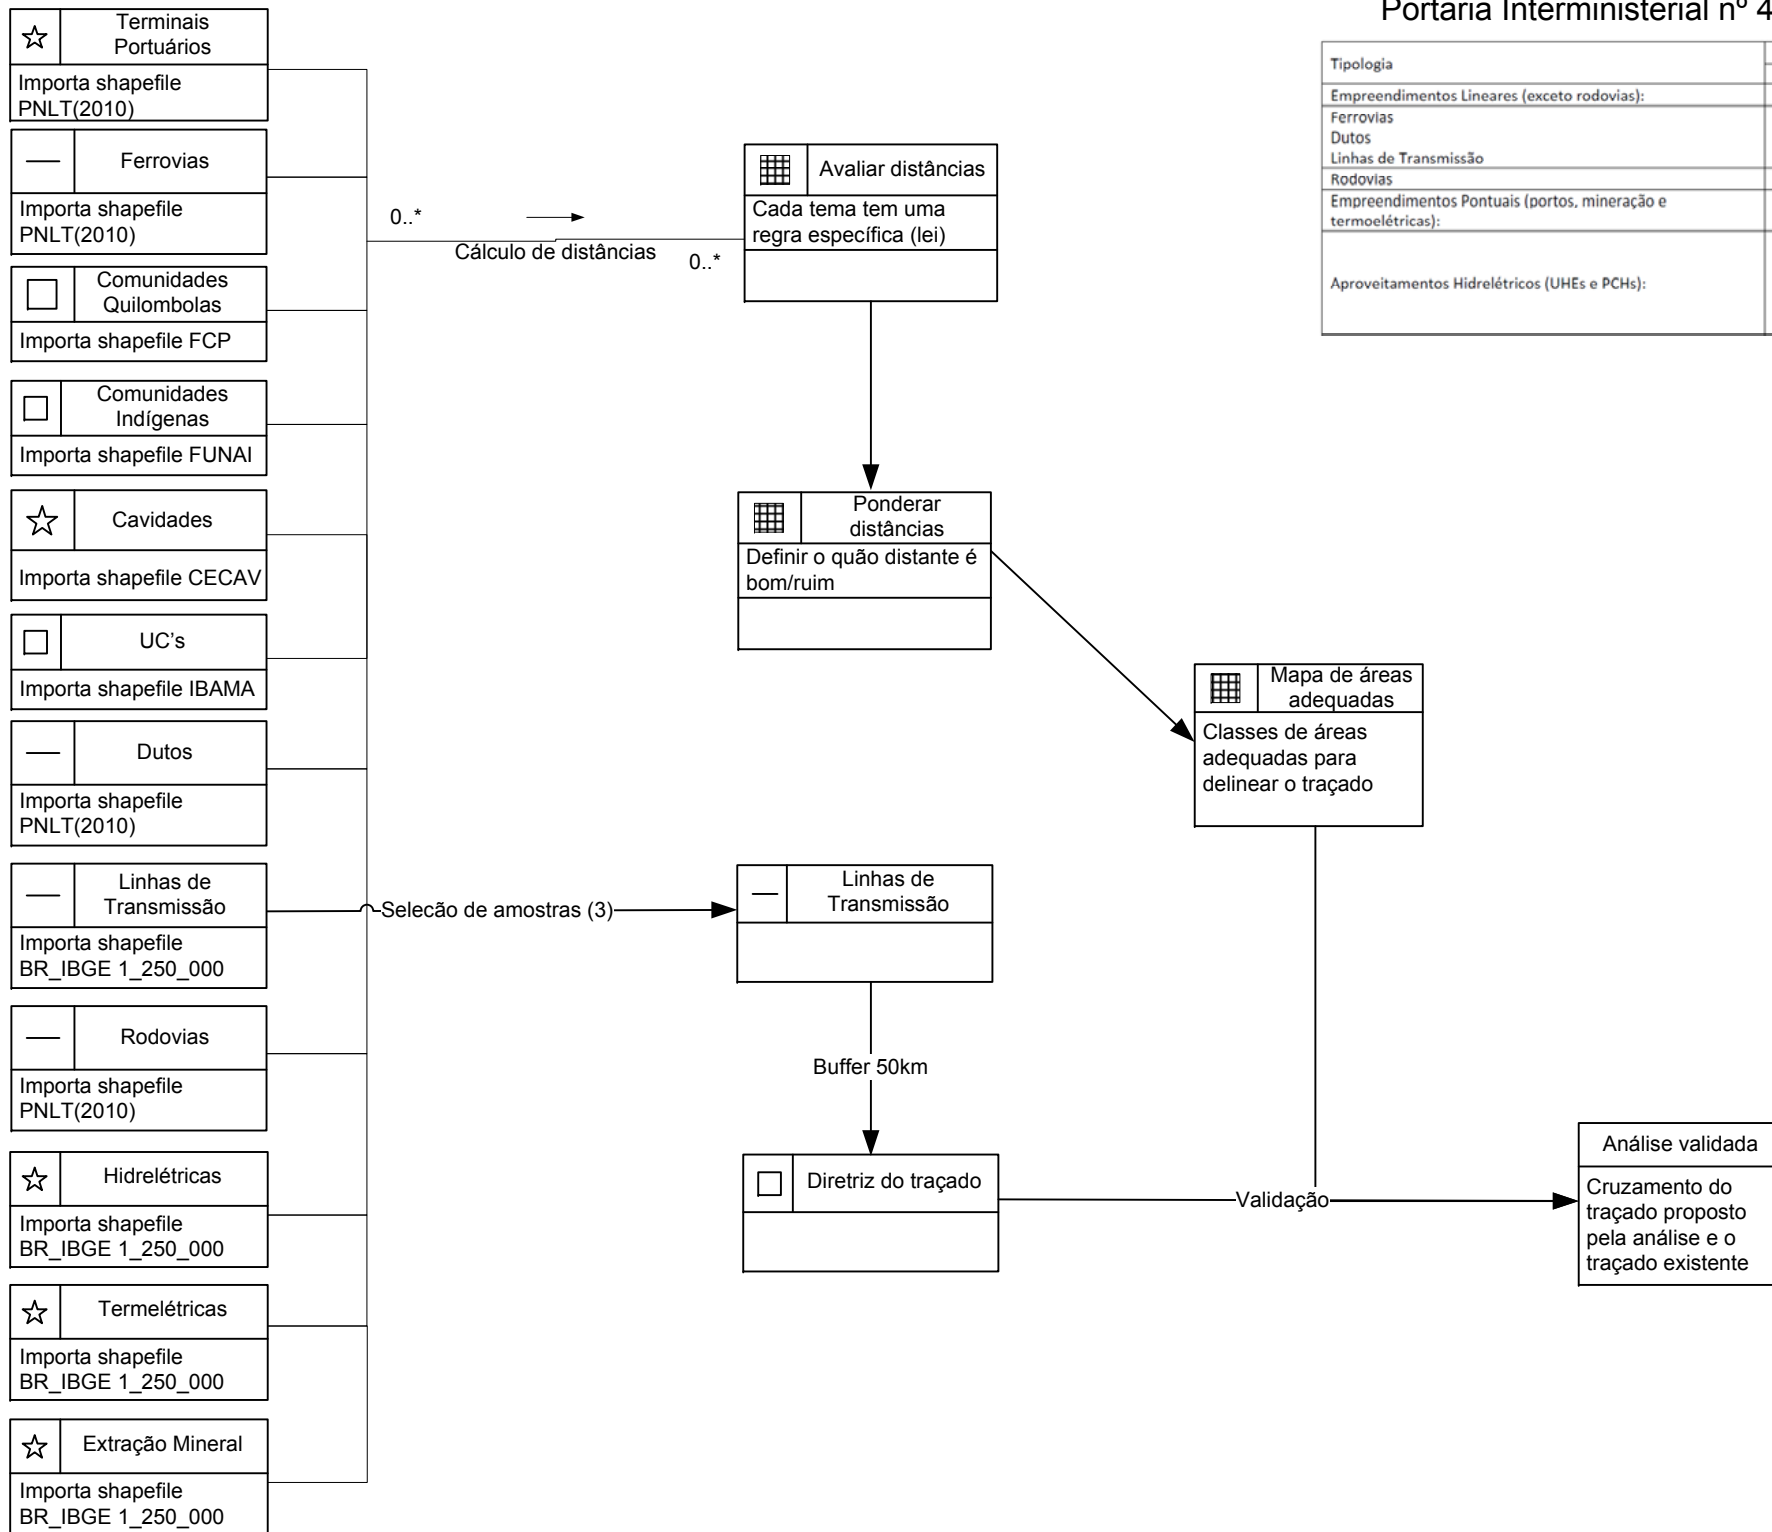 Terminais
Portuários
Importa shapefile
PNLT(2010)
Ferrovias
Importa shapefile
PNLT(2010)
Comunidades
Quilombolas
Importa shapefile FCP
Comunidades
Indígenas
Importa shapefile FUNAI
Cavidades
Importa shapefile CECAV
UC's
Importa shapefile IBAMA
Dutos
Importa shapefile
PNLT(2010)
Linhas de
Transmissão
Importa shapefile
BR_IBGE 1_250_000
Rodovias
Importa shapefile
PNLT(2010)
Hidrelétricas
Importa shapefile
BR_IBGE 1_250_000
Termelétricas
Importa shapefile
BR_IBGE 1_250_000
Extração Mineral
Importa shapefile
BR_IBGE 1_250_000
0..*
Cálculo de distâncias
0..*
Avaliar distâncias
Cada tema tem uma
regra específica (lei)
Ponderar
distâncias
Definir o quão distante é
bom/ruim
Mapa de áreas
adequadas
Classes de áreas
adequadas para
delinear o traçado
Selecão de amostras (3)
Linhas de
Transmissão
Buffer 50km
Diretriz do traçado
Validação
Análise validada
Cruzamento do
traçado proposto
pela análise e o
traçado existente
Portaria Interministerial nº 4
Tipologia
Empreendimentos Lineares (exceto rodovias):
Ferrovias
Dutos
Linhas de Transmissão
Rodovias
Empreendimentos Pontuais (portos, mineração e
termoelétricas):
Aproveitamentos Hidrelétricos (UHEs e PCHs):